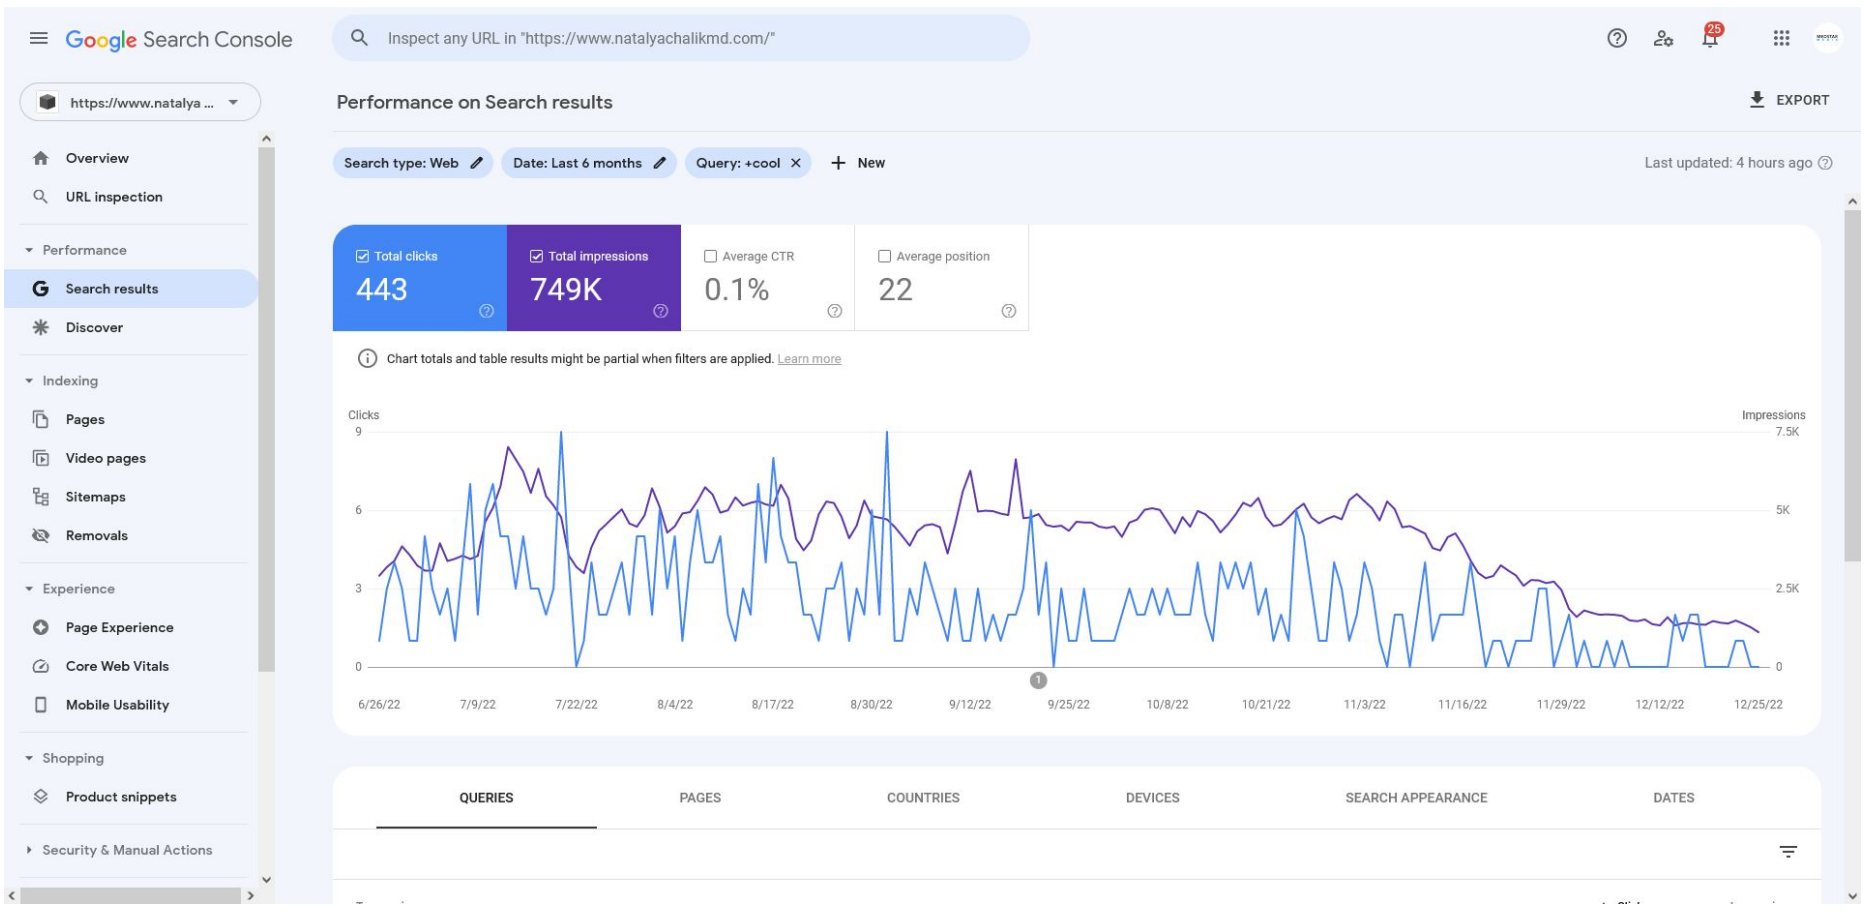 Google Search Console
Inspect any URL in "https://www.natalyachalikmd.com/"
25
https://www.natalya ...
Performance on Search results
EXPORT
Overview
URL inspection
Performance
Search results
Discover
Indexing
Pages
Video pages
Sitemaps
Removals
Experience
Page Experience
Core Web Vitals
Mobile Usability
Shopping
Product snippets
Security & Manual Actions
Search type: Web
Date: Last 6 months
Query: +cool
New
Last updated: 4 hours ago
Total clicks
443
Total impressions
749K
Average CTR
0.1%
Average position
22
Chart totals and table results might be partial when filters are applied. Learn more
Clicks
Impressions
9
7.5K
6
5K
3
2.5K
0
0
1
6/26/22 7/9/22 7/22/22 8/4/22 8/17/22 8/30/22 9/12/22 9/25/22 10/8/22 10/21/22 11/3/22 11/16/22 11/29/22 12/12/22 12/25/22
QUERIES PAGES COUNTRIES DEVICES SEARCH APPEARANCE DATES